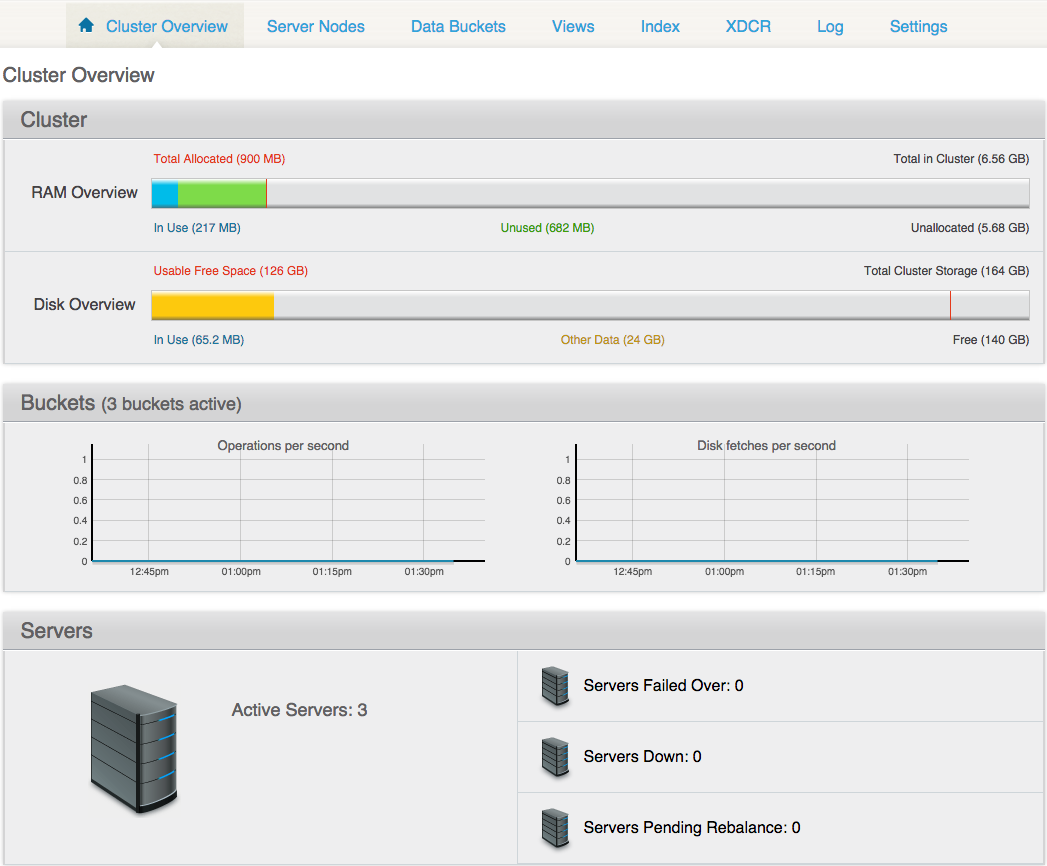 Cluster Overview Server Nodes Data Buckets Views Index XDCR Log Settings
Cluster Overview
Cluster
Total Allocated (900 MB) Total in Cluster (6.56 GB)
RAM Overview
In Use (217 MB) Unused (682 MB) Unallocated (5.68 GB)
Usable Free Space (126 GB) Total Cluster Storage (164 GB)
Disk Overview
In Use (65.2 MB) Other Data (24 GB) Free (140 GB)
Buckets (3 buckets active)
Operations per second
1
0.8
0.6
0.4
0.2
0
12:45pm 01:00pm 01:15pm 01:30pm
Disk fetches per second
1
0.8
0.6
0.4
0.2
0
12:45pm 01:00pm 01:15pm 01:30pm
Servers
Active Servers: 3
Servers Failed Over: 0
Servers Down: 0
Servers Pending Rebalance: 0